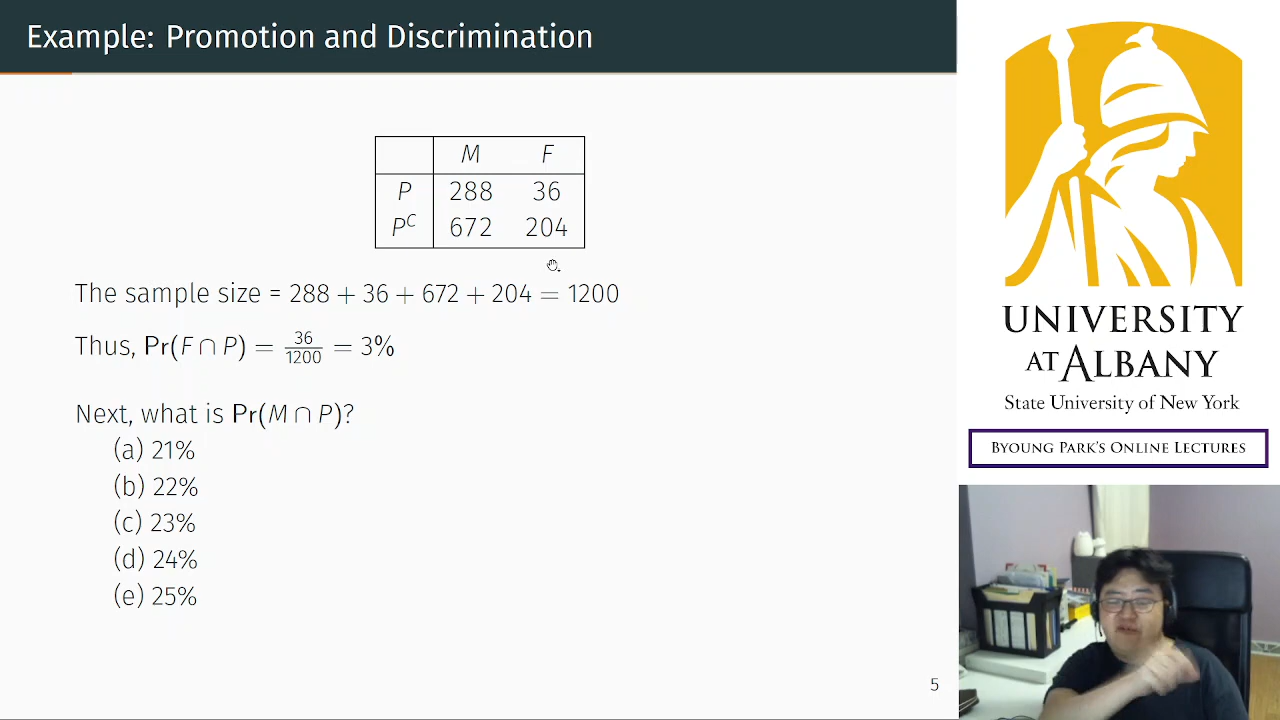 Example: Promotion and Discrimination
M F
P 288 36
Pᶜ 672 204
The sample size = 288 + 36 + 672 + 204 = 1200
Thus, Pr(F ∩ P) = 36/1200 = 3%
Next, what is Pr(M ∩ P)?
(a) 21%
(b) 22%
(c) 23%
(d) 24%
(e) 25%
5
UNIVERSITY
AT ALBANY
State University of New York
BYOUNG PARK'S ONLINE LECTURES